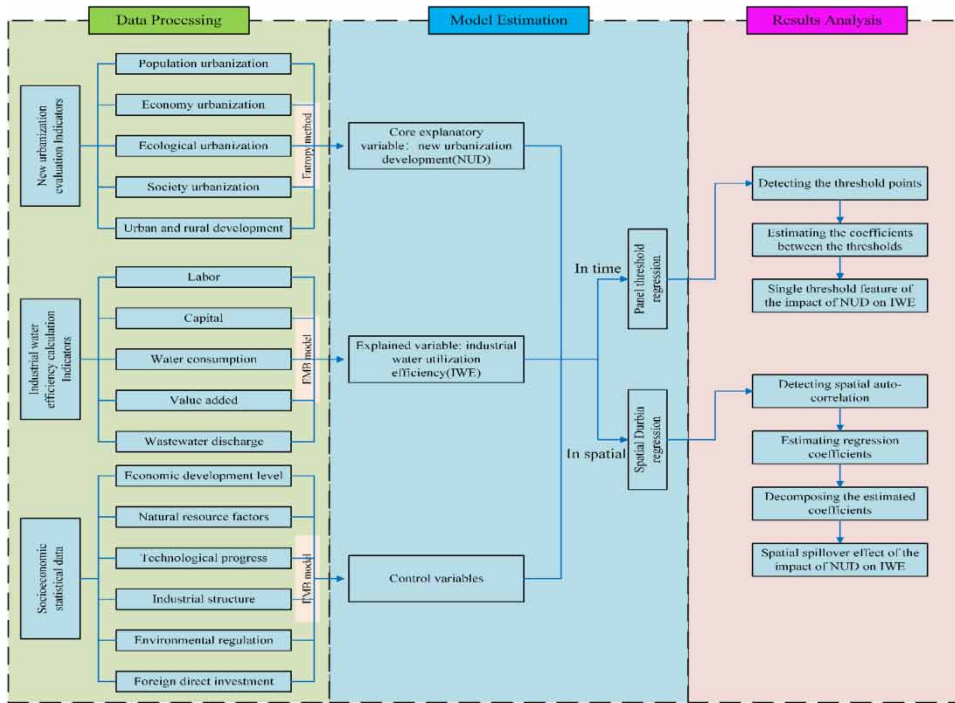 Data Processing
Model Estimation
Results Analysis
New urbanization
evaluation Indicators
Population urbanization
Economy urbanization
Ecological urbanization
Society urbanization
Urban and rural development
Entropy method
Core explanatory
variable: new urbanization
development(NUD)
Industrial water
efficiency calculation
Indicators
Labor
Capital
Water consumption
Value added
Wastewater discharge
EMB model
Explained variable: industrial
water utilization
efficiency(IWE)
Socioeconomic
statistical data
Economic development level
Natural resource factors
Technological progress
Industrial structure
Environmental regulation
Foreign direct investment
EMB model
Control variables
In time
Panel threshold
regression
In spatial
Spatial Durbin
regression
Detecting the threshold points
Estimating the coefficients
between the thresholds
Single threshold feature of
the impact of NUD on IWE
Detecting spatial auto-
correlation
Estimating regression
coefficients
Decomposing the estimated
coefficients
Spatial spillover effect of the
impact of NUD on IWE